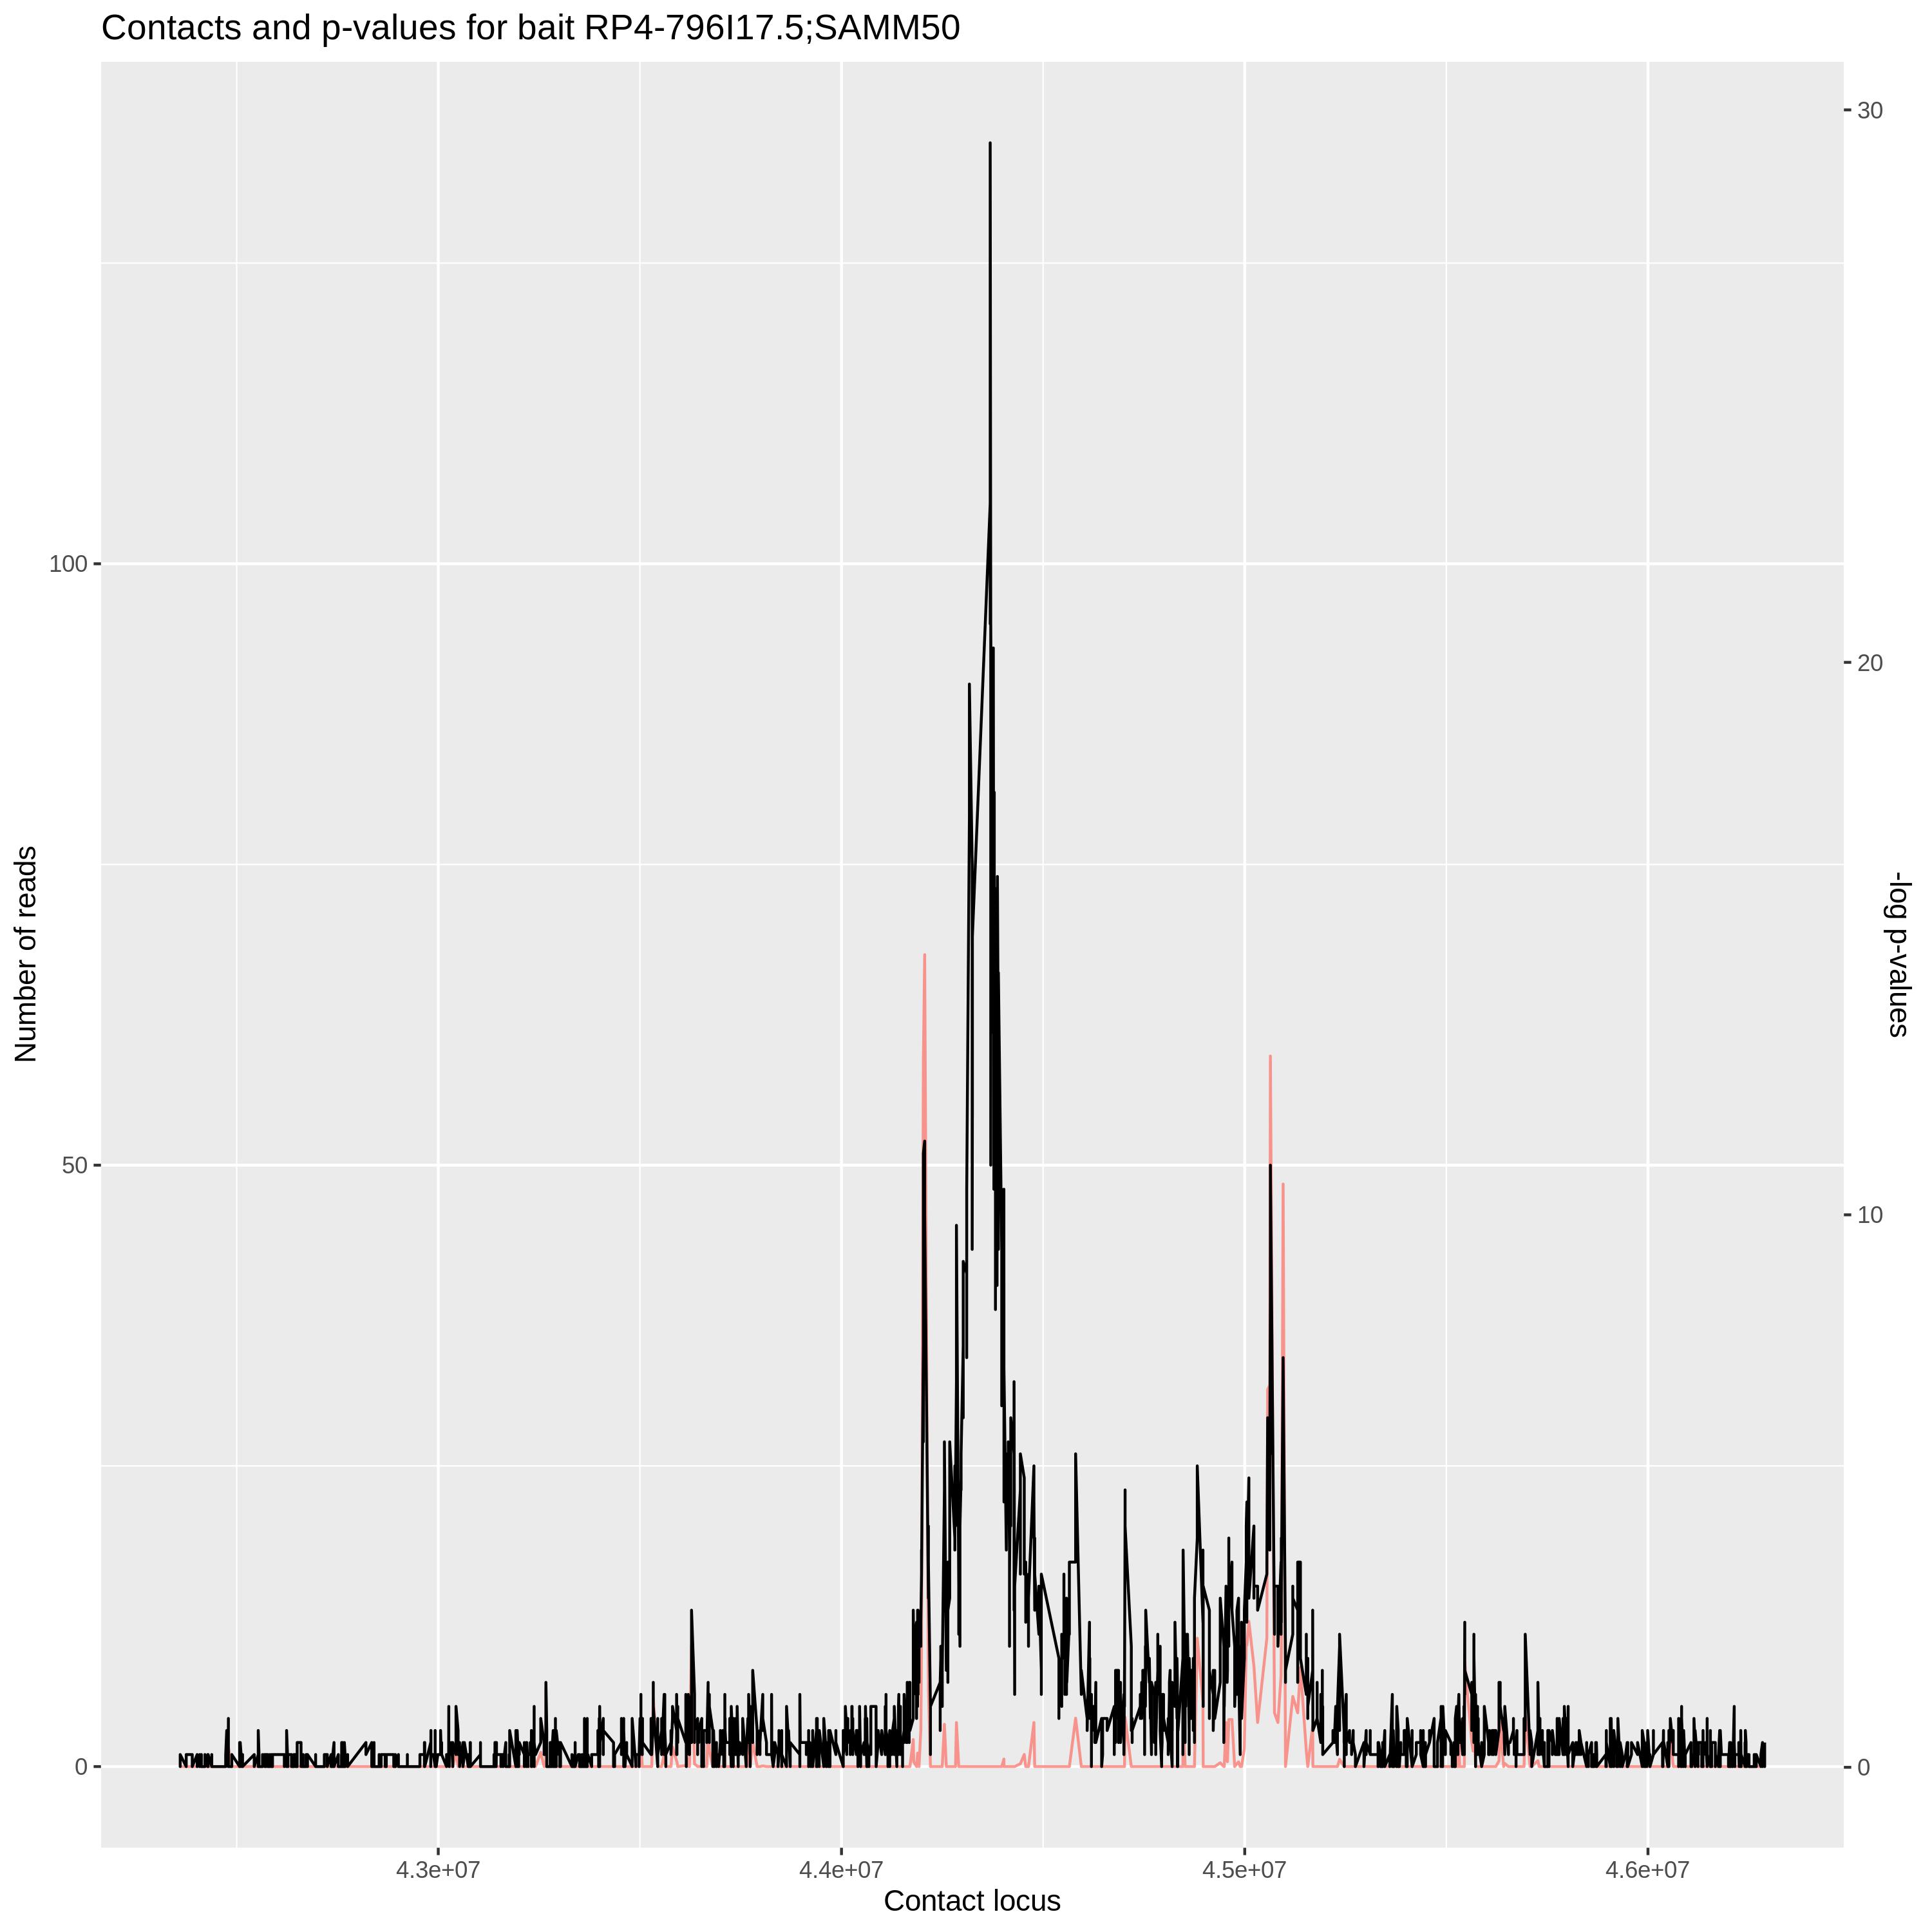 Contacts and p-values for bait RP4-796I17.5;SAMM50
Number of reads
100
50
0
30
20
10
0
-log p-values
4.3e+07
4.4e+07
4.5e+07
4.6e+07
Contact locus